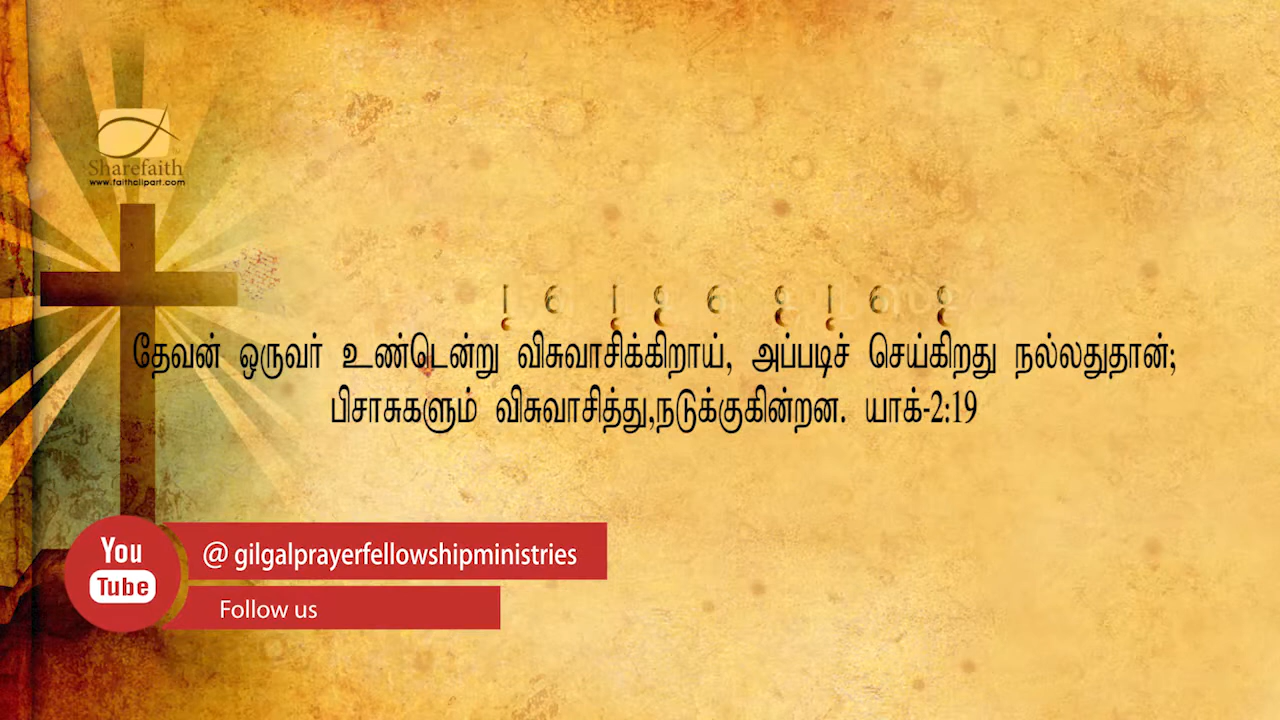 Sharefaith
www.faithclipart.com
தேவன் ஒருவர் உண்டென்று விசுவாசிக்கிறாய், அப்படிச் செய்கிறது நல்லதுதான்;
பிசாசுகளும் விசுவாசித்து,நடுக்குகின்றன. யாக்-2:19
You
Tube
@ gilgalprayerfellowshipministries
Follow us